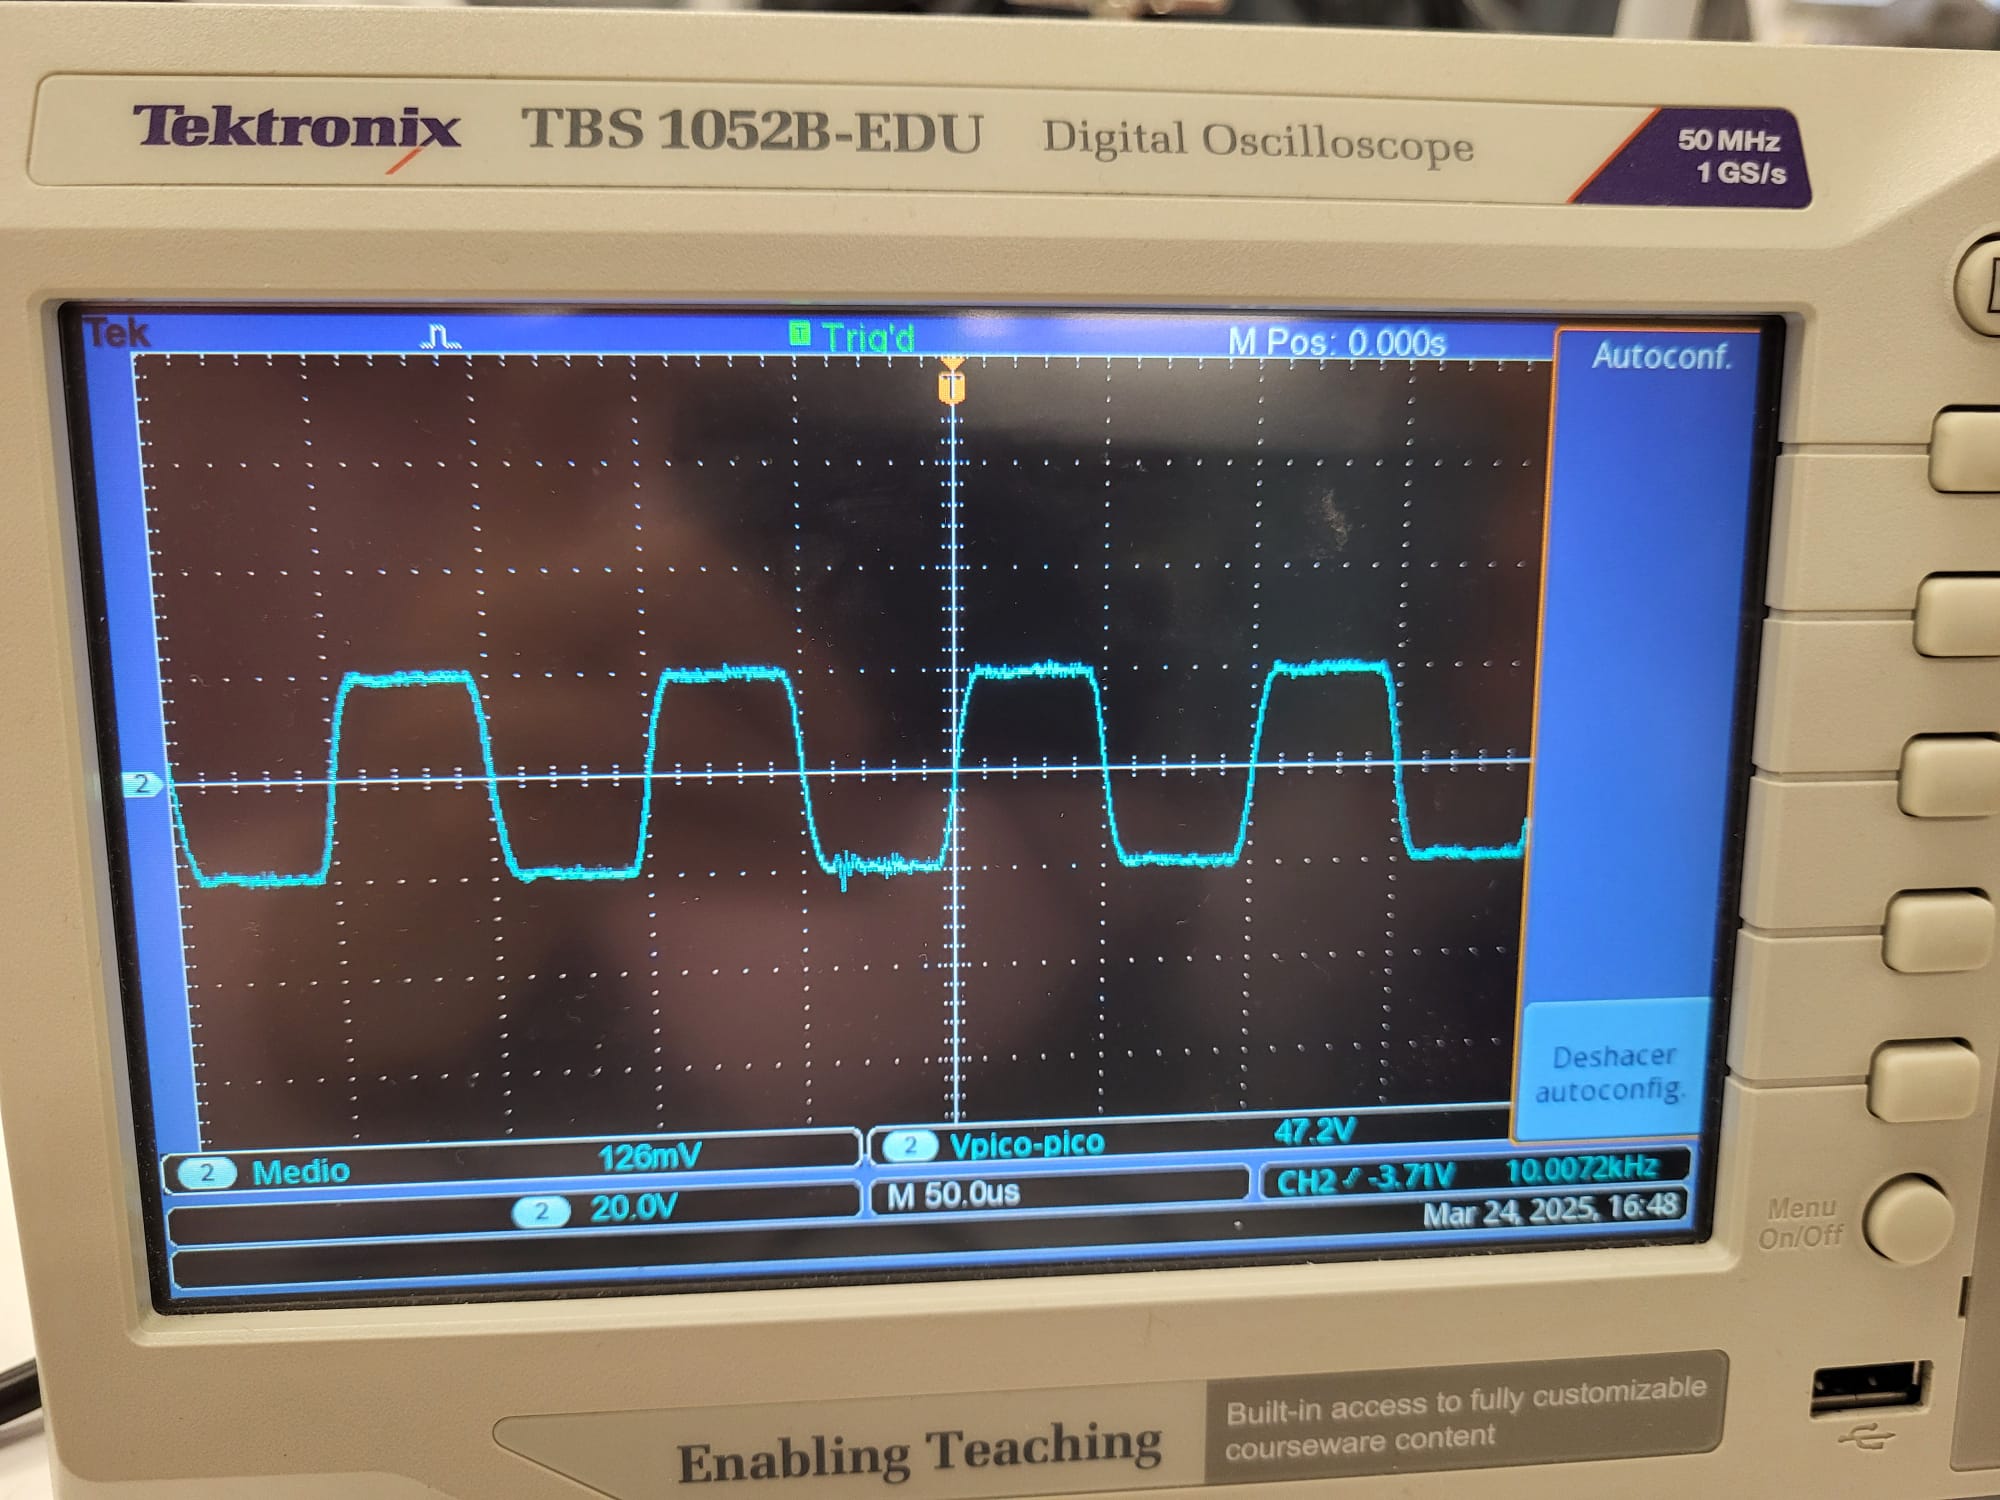 Tektronix TBS 1052B-EDU Digital Oscilloscope
50 MHz
1 GS/s
Tek
T Trig'd
M Pos: 0.000s
Autoconf.
T
2
Deshacer
autoconfig.
2 Medio 126mV
2 Vpico-pico 47.2V
2 20.0V
M 50.0us
CH2 -3.71V 10.0072kHz
Mar 24, 2025, 16:48
Menu
On/Off
Enabling Teaching
Built-in access to fully customizable
courseware content